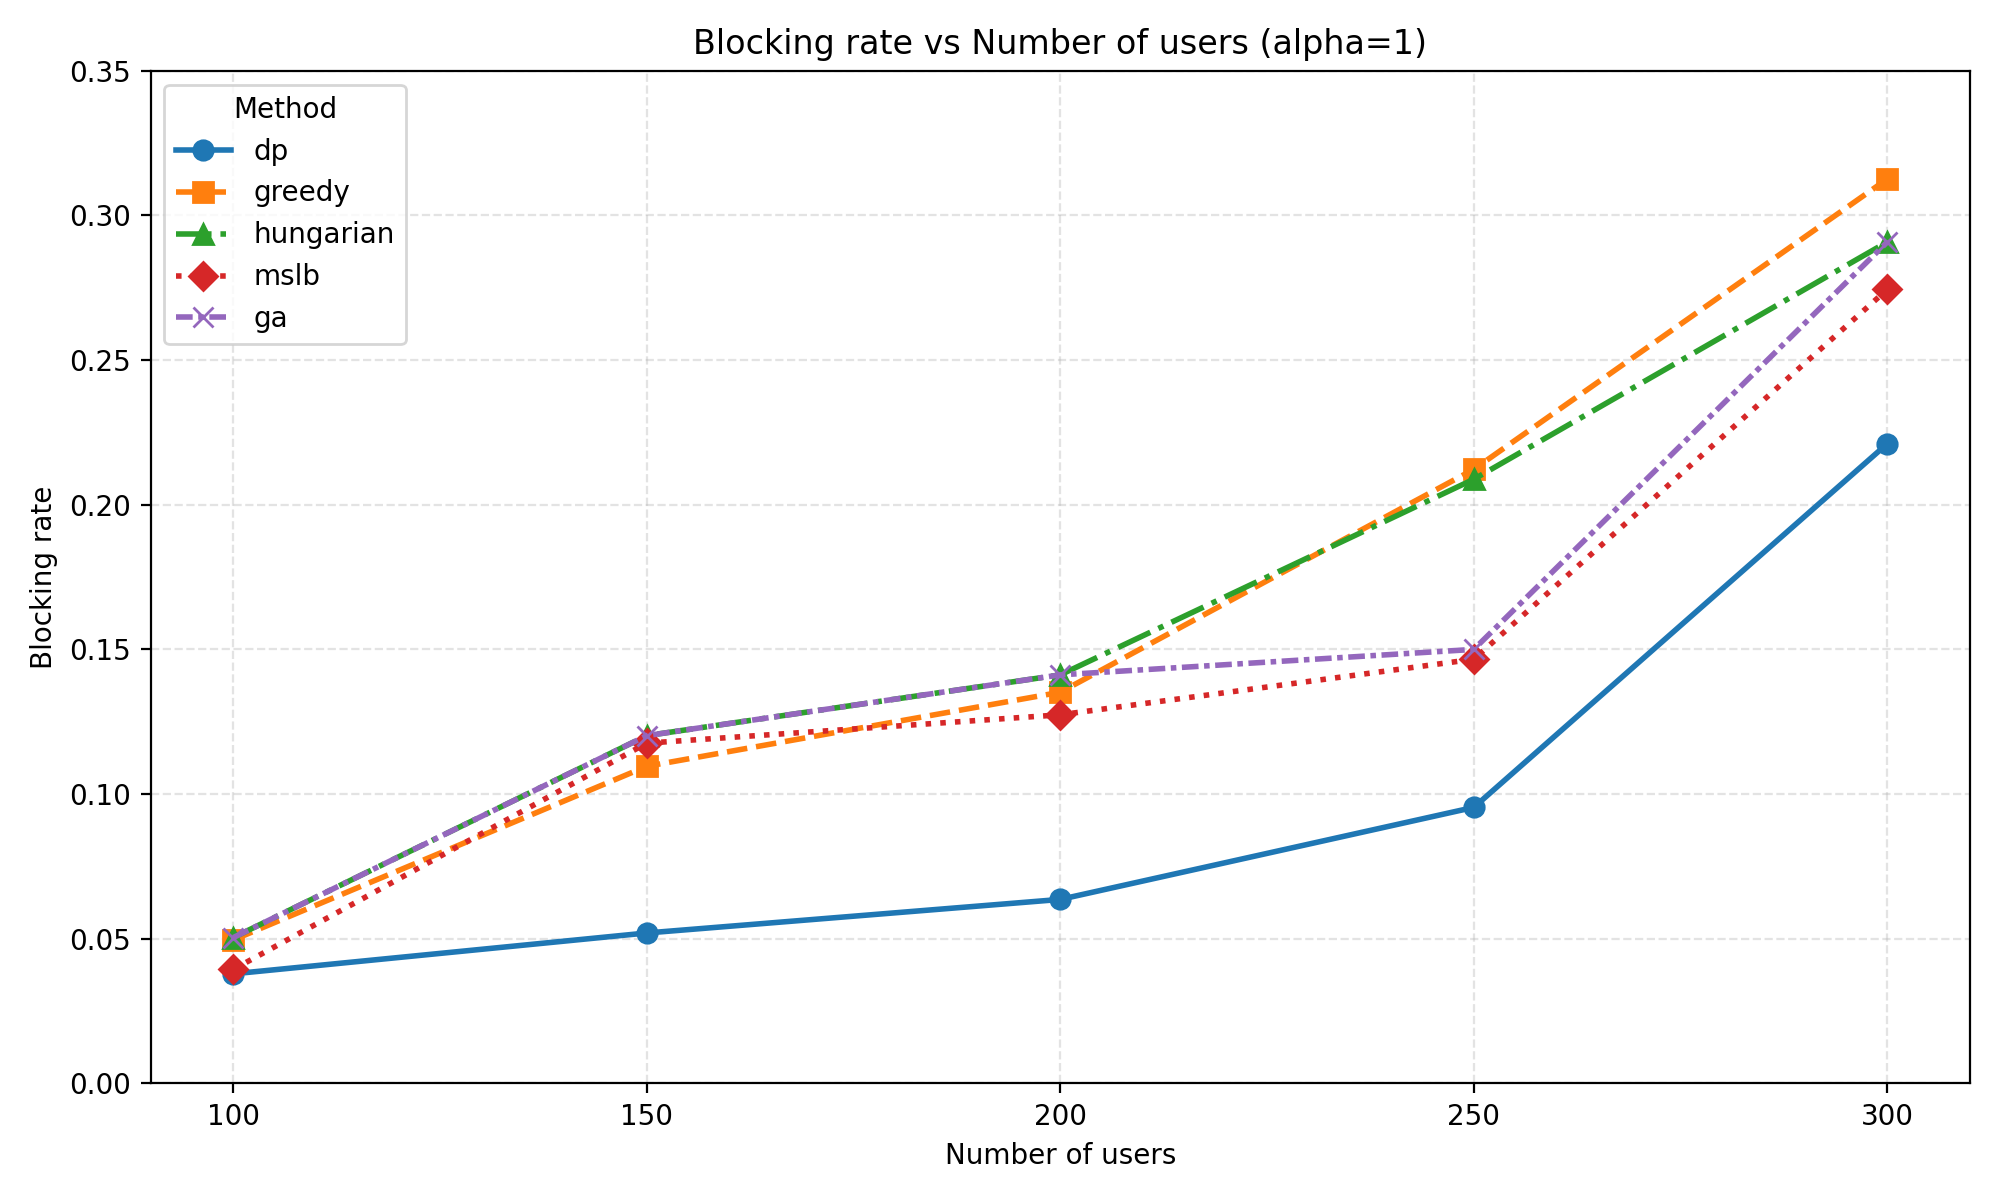 Blocking rate vs Number of users (alpha=1)
Method
dp
greedy
hungarian
mslb
ga
Blocking rate
0.35
0.30
0.25
0.20
0.15
0.10
0.05
0.00
100 150 200 250 300
Number of users